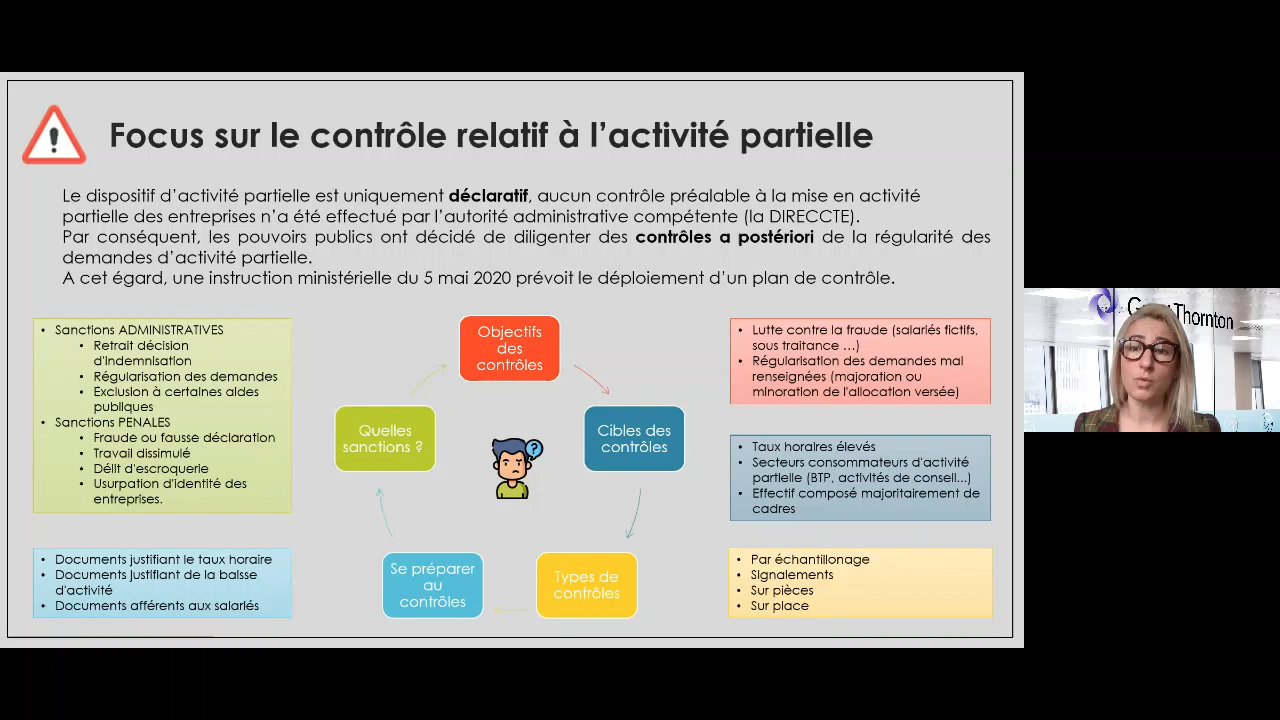 Focus sur le contrôle relatif à l’activité partielle
Le dispositif d’activité partielle est uniquement déclaratif, aucun contrôle préalable à la mise en activité
partielle des entreprises n’a été effectué par l’autorité administrative compétente (la DIRECCTE).
Par conséquent, les pouvoirs publics ont décidé de diligenter des contrôles a postériori de la régularité des
demandes d’activité partielle.
A cet égard, une instruction ministérielle du 5 mai 2020 prévoit le déploiement d’un plan de contrôle.
• Sanctions ADMINISTRATIVES
• Retrait décision
d'indemnisation
• Régularisation des demandes
• Exclusion à certaines aides
publiques
• Sanctions PENALES
• Fraude ou fausse déclaration
• Travail dissimulé
• Délit d'escroquerie
• Usurpation d'identité des
entreprises.
• Documents justifiant le taux horaire
• Documents justifiant de la baisse
d'activité
• Documents afférents aux salariés
Objectifs
des
contrôles
Cibles des
contrôles
Types de
contrôles
Se préparer
au
contrôles
Quelles
sanctions ?
?
• Lutte contre la fraude (salariés fictifs,
sous traitance …)
• Régularisation des demandes mal
renseignées (majoration ou
minoration de l'allocation versée)
• Taux horaires élevés
• Secteurs consommateurs d'activité
partielle (BTP, activités de conseil...)
• Effectif composé majoritairement de
cadres
• Par échantillonage
• Signalements
• Sur pièces
• Sur place
Thornton